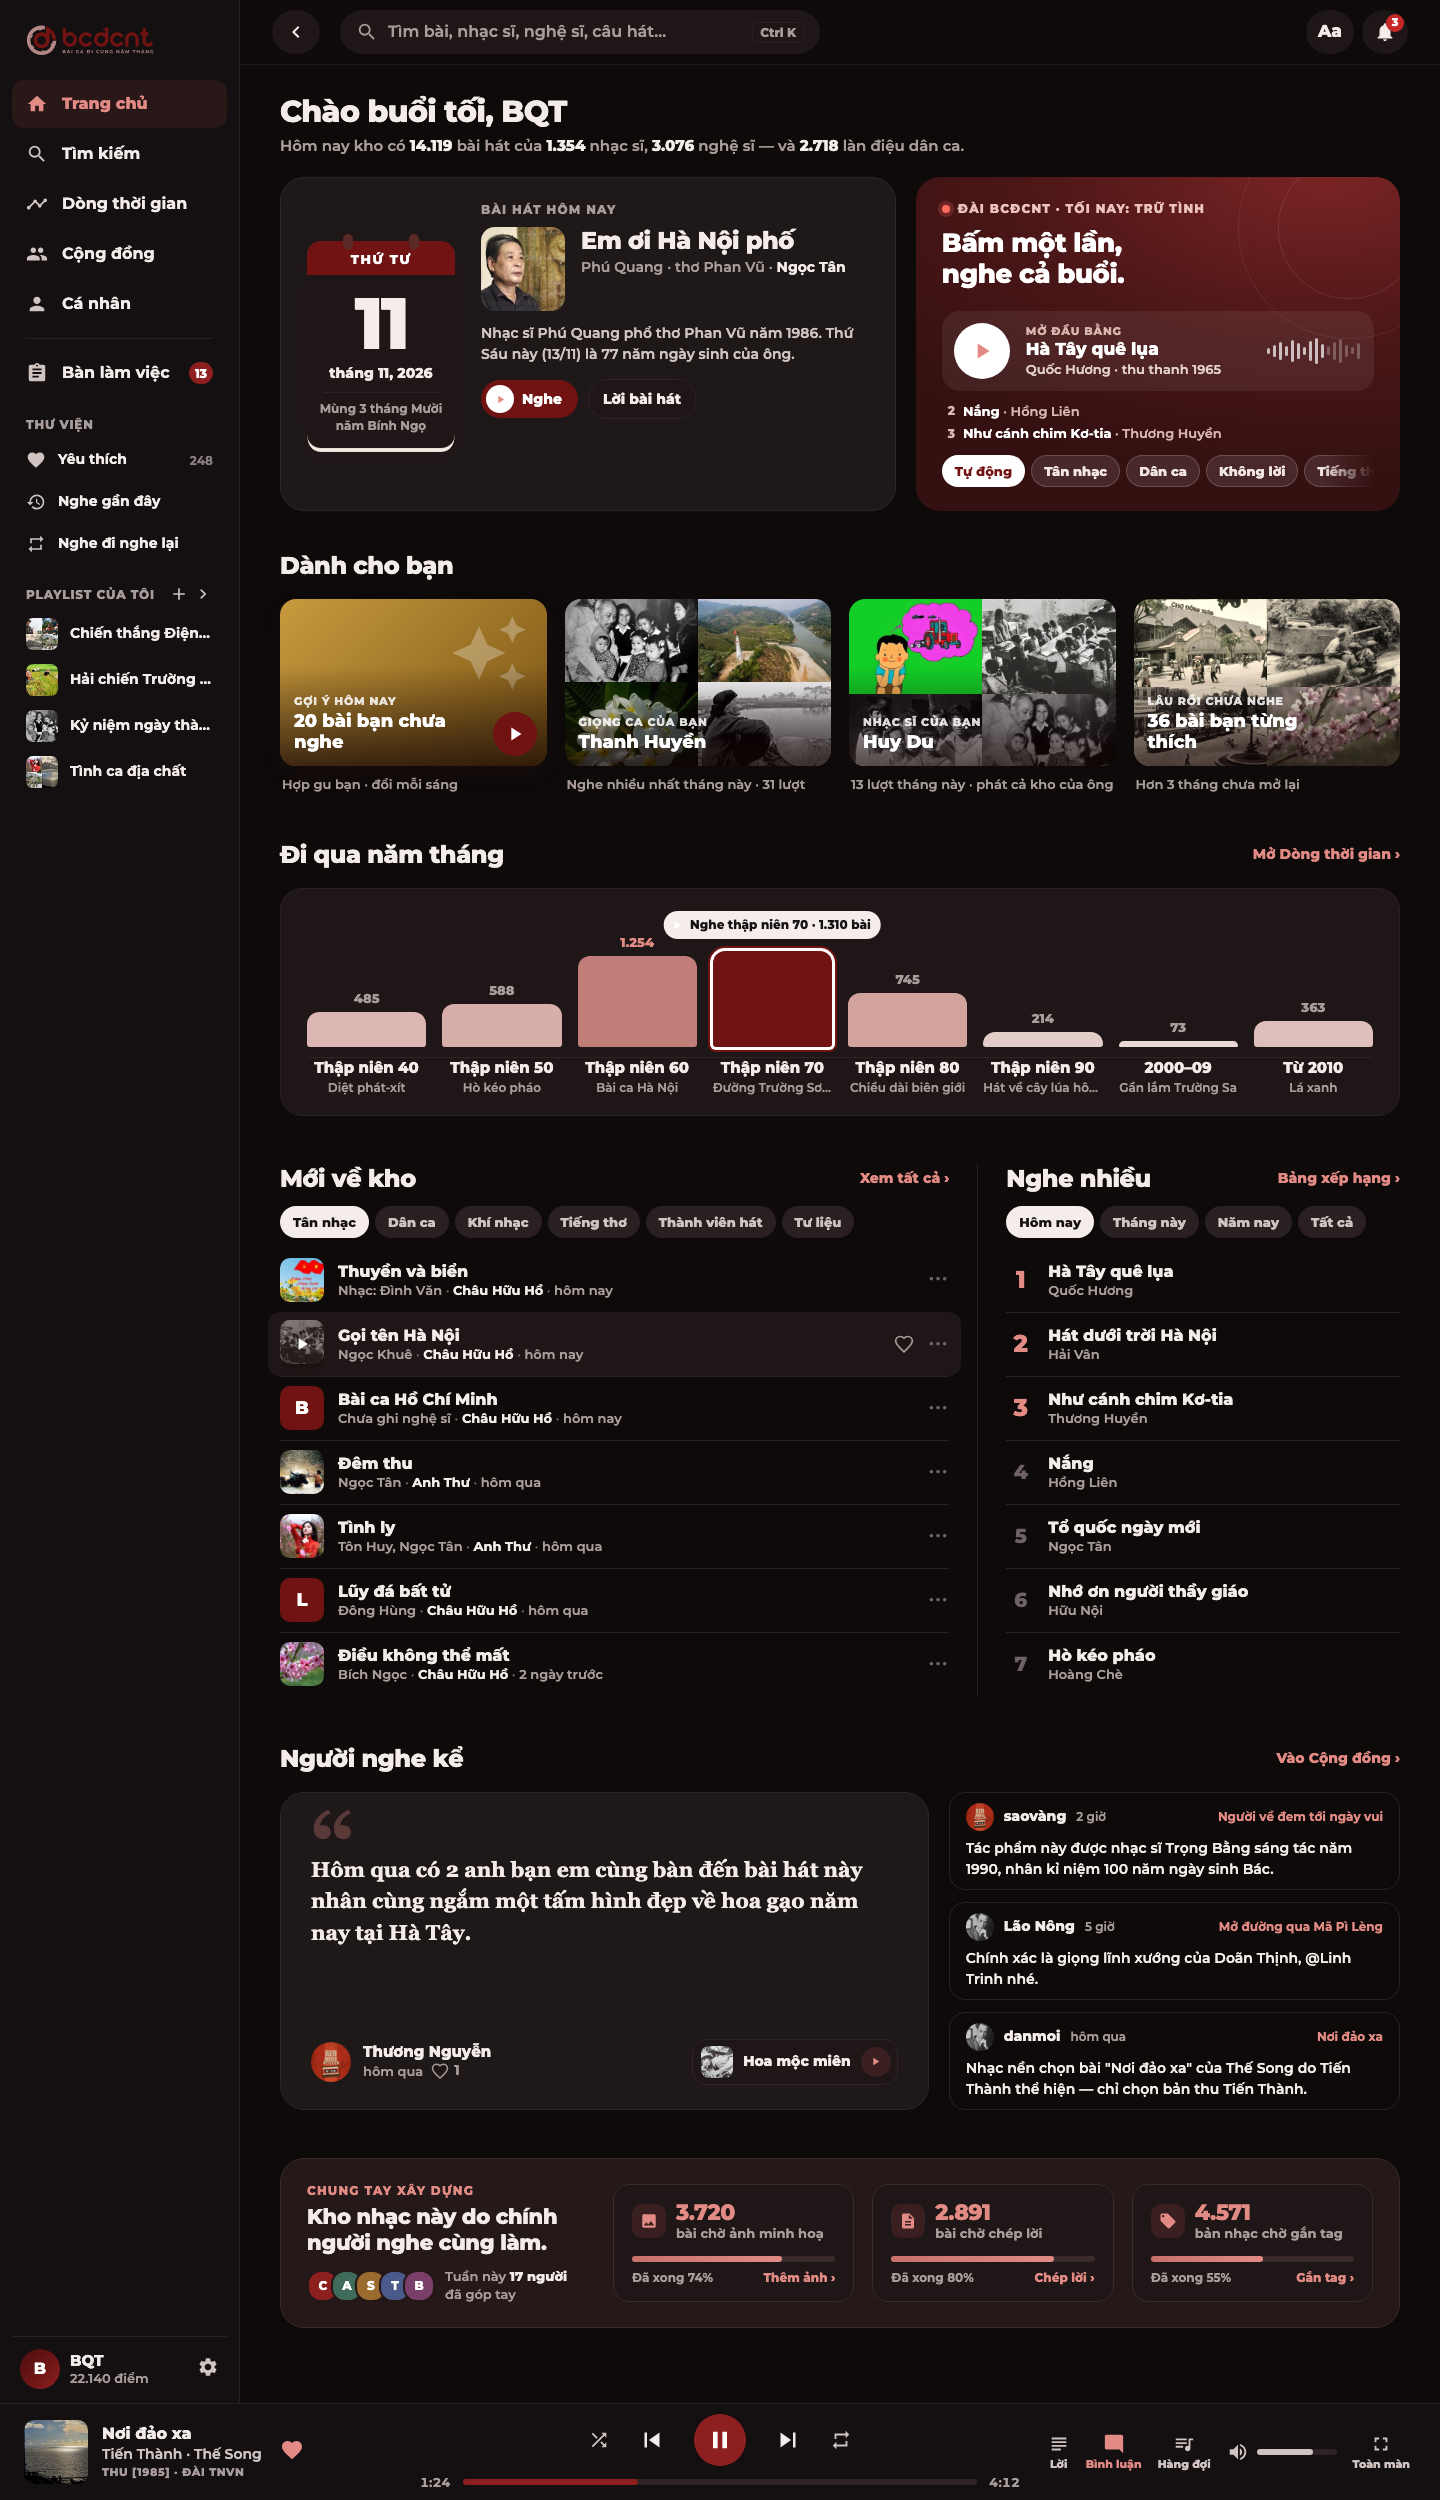 bcdcnt
BÀI CA ĐI CÙNG NĂM THÁNG
Tìm bài, nhạc sĩ, nghệ sĩ, câu hát...
Ctrl K
Aa
3
Trang chủ
Tìm kiếm
Dòng thời gian
Cộng đồng
Cá nhân
Bàn làm việc
13
THƯ VIỆN
Yêu thích
248
Nghe gần đây
Nghe đi nghe lại
PLAYLIST CỦA TÔI
Chiến thắng Điện...
Hải chiến Trường ...
Kỷ niệm ngày thà...
Tình ca địa chất
BQT
22.140 điểm
B
Chào buổi tối, BQT
Hôm nay kho có 14.119 bài hát của 1.354 nhạc sĩ, 3.076 nghệ sĩ — và 2.718 làn điệu dân ca.
THỨ TƯ
11
tháng 11, 2026
Mùng 3 tháng Mười
năm Bính Ngọ
BÀI HÁT HÔM NAY
Em ơi Hà Nội phố
Phú Quang · thơ Phan Vũ · Ngọc Tân
Nhạc sĩ Phú Quang phổ thơ Phan Vũ năm 1986. Thứ
Sáu này (13/11) là 77 năm ngày sinh của ông.
Nghe
Lời bài hát
ĐÀI BCĐCNT · TỐI NAY: TRỮ TÌNH
Bấm một lần,
nghe cả buổi.
MỞ ĐẦU BẰNG
Hà Tây quê lụa
Quốc Hương · thu thanh 1965
2 Nắng · Hồng Liên
3 Như cánh chim Kơ-tia · Thương Huyền
Tự động
Tân nhạc
Dân ca
Không lời
Tiếng th
Dành cho bạn
GỢI Ý HÔM NAY
20 bài bạn chưa
nghe
Hợp gu bạn · đổi mỗi sáng
GIỌNG CA CỦA BẠN
Thanh Huyền
Nghe nhiều nhất tháng này · 31 lượt
NHẠC SĨ CỦA BẠN
Huy Du
13 lượt tháng này · phát cả kho của ông
CHỢ ĐỒNG XUÂN
LÂU RỒI CHƯA NGHE
36 bài bạn từng
thích
Hơn 3 tháng chưa mở lại
Đi qua năm tháng
Mở Dòng thời gian ›
Nghe thập niên 70 · 1.310 bài
485
588
1.254
745
214
73
363
Thập niên 40
Thập niên 50
Thập niên 60
Thập niên 70
Thập niên 80
Thập niên 90
2000–09
Từ 2010
Diệt phát-xít
Hò kéo pháo
Bài ca Hà Nội
Đường Trường Sơ...
Chiều dài biên giới
Hát về cây lúa hô...
Gần lắm Trường Sa
Lá xanh
Mới về kho
Xem tất cả ›
Tân nhạc
Dân ca
Khí nhạc
Tiếng thơ
Thành viên hát
Tư liệu
Thuyền và biển
Nhạc: Đình Văn · Châu Hữu Hồ · hôm nay
Gọi tên Hà Nội
Ngọc Khuê · Châu Hữu Hồ · hôm nay
B
Bài ca Hồ Chí Minh
Chưa ghi nghệ sĩ · Châu Hữu Hồ · hôm nay
Đêm thu
Ngọc Tân · Anh Thư · hôm qua
Tình ly
Tôn Huy, Ngọc Tân · Anh Thư · hôm qua
L
Lũy đá bất tử
Đông Hùng · Châu Hữu Hồ · hôm qua
Điều không thể mất
Bích Ngọc · Châu Hữu Hồ · 2 ngày trước
Nghe nhiều
Bảng xếp hạng ›
Hôm nay
Tháng này
Năm nay
Tất cả
1
Hà Tây quê lụa
Quốc Hương
2
Hát dưới trời Hà Nội
Hải Vân
3
Như cánh chim Kơ-tia
Thương Huyền
4
Nắng
Hồng Liên
5
Tổ quốc ngày mới
Ngọc Tân
6
Nhớ ơn người thầy giáo
Hữu Nội
7
Hò kéo pháo
Hoàng Chè
Người nghe kể
Vào Cộng đồng ›
“
Hôm qua có 2 anh bạn em cùng bàn đến bài hát này
nhân cùng ngắm một tấm hình đẹp về hoa gạo năm
nay tại Hà Tây.
Thương Nguyễn
hôm qua 1
Hoa mộc miên
saovàng 2 giờ
Người về đem tới ngày vui
Tác phẩm này được nhạc sĩ Trọng Bằng sáng tác năm
1990, nhân kỉ niệm 100 năm ngày sinh Bác.
Lão Nông 5 giờ
Mở đường qua Mã Pì Lèng
Chính xác là giọng lĩnh xướng của Doãn Thịnh, @Linh
Trinh nhé.
danmoi hôm qua
Nơi đảo xa
Nhạc nền chọn bài "Nơi đảo xa" của Thế Song do Tiến
Thành thể hiện — chỉ chọn bản thu Tiến Thành.
CHUNG TAY XÂY DỰNG
Kho nhạc này do chính
người nghe cùng làm.
C
A
S
T
B
Tuần này 17 người
đã góp tay
3.720
bài chờ ảnh minh hoạ
Đã xong 74%
Thêm ảnh ›
2.891
bài chờ chép lời
Đã xong 80%
Chép lời ›
4.571
bản nhạc chờ gắn tag
Đã xong 55%
Gắn tag ›
Nơi đảo xa
Tiến Thành · Thế Song
THU [1985] · ĐÀI TNVN
1:24
4:12
Lời
Bình luận
Hàng đợi
Toàn màn